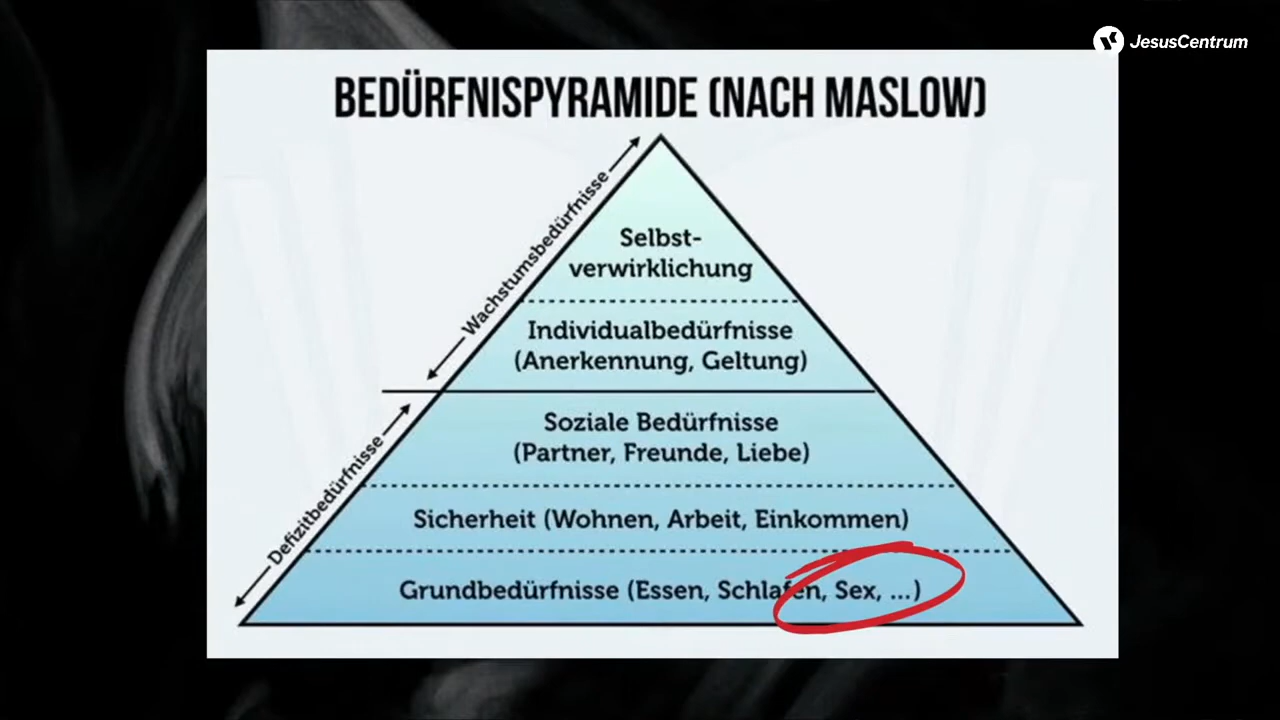 JesusCentrum
BEDÜRFNISPYRAMIDE (NACH MASLOW)
Wachstumsbedürfnisse
Selbst-
verwirklichung
Individualbedürfnisse
(Anerkennung, Geltung)
Defizitbedürfnisse
Soziale Bedürfnisse
(Partner, Freunde, Liebe)
Sicherheit (Wohnen, Arbeit, Einkommen)
Grundbedürfnisse (Essen, Schlafen, Sex, ...)